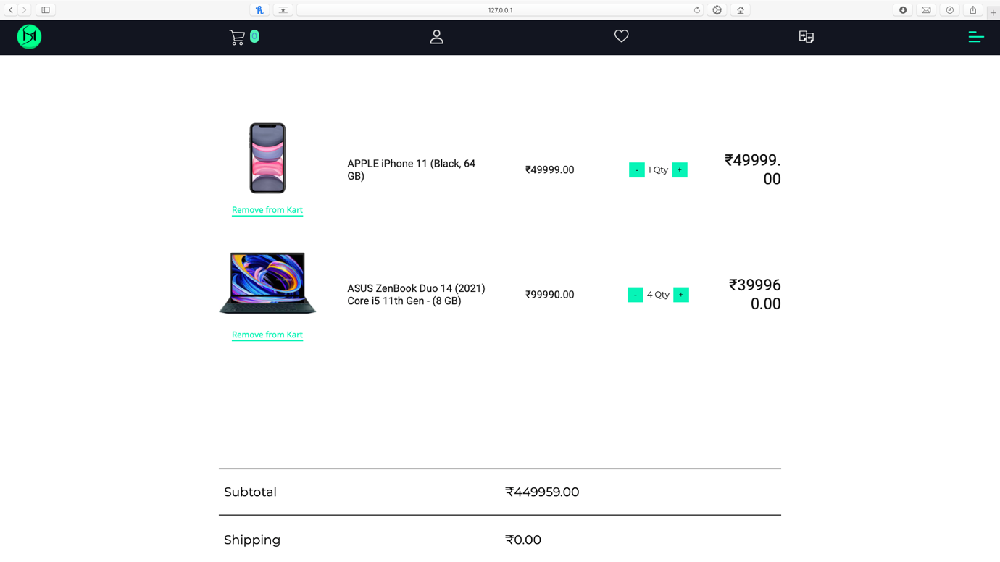 127.0.0.1
0
APPLE iPhone 11 (Black, 64
GB)
₹49999.00
- 1 Qty +
₹49999.
00
Remove from Kart
ASUS ZenBook Duo 14 (2021)
Core i5 11th Gen - (8 GB)
₹99990.00
- 4 Qty +
₹39996
0.00
Remove from Kart
Subtotal
₹449959.00
Shipping
₹0.00